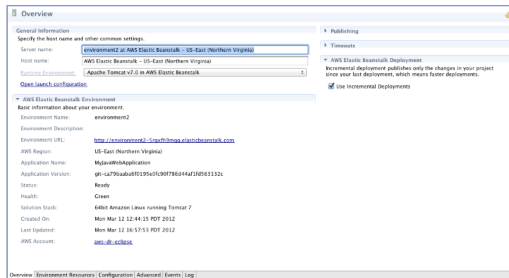 Overview
General Information
Specify the host name and other common settings.
Server name: environment2 at AWS Elastic Beanstalk - US-East (Northern Virginia)
Host name: AWS Elastic Beanstalk - US-East (Northern Virginia)
Runtime Environment: Apache Tomcat v7.0 in AWS Elastic Beanstalk
Open launch configuration
AWS Elastic Beanstalk Environment
Basic information about your environment.
Environment Name: environment2
Environment Description:
Environment URL:
AWS Region: US-East (Northern Virginia)
Application Name: MyJavaWebApplication
Application Version:
Status: Ready
Health: Green
Solution Stack: 64bit Amazon Linux running Tomcat 7
Created On: Mon Mar 12 12:44:15 PDT 2012
Last Updated: Mon Mar 12 16:57:53 PDT 2012
AWS Account: aws-dr-eclipse
Publishing
Timeouts
AWS Elastic Beanstalk Deployment
Incremental deployment publishes only the changes in your project
since your last deployment, which means faster deployments.
Use Incremental Deployments
Overview Environment Resources Configuration Advanced Events Log